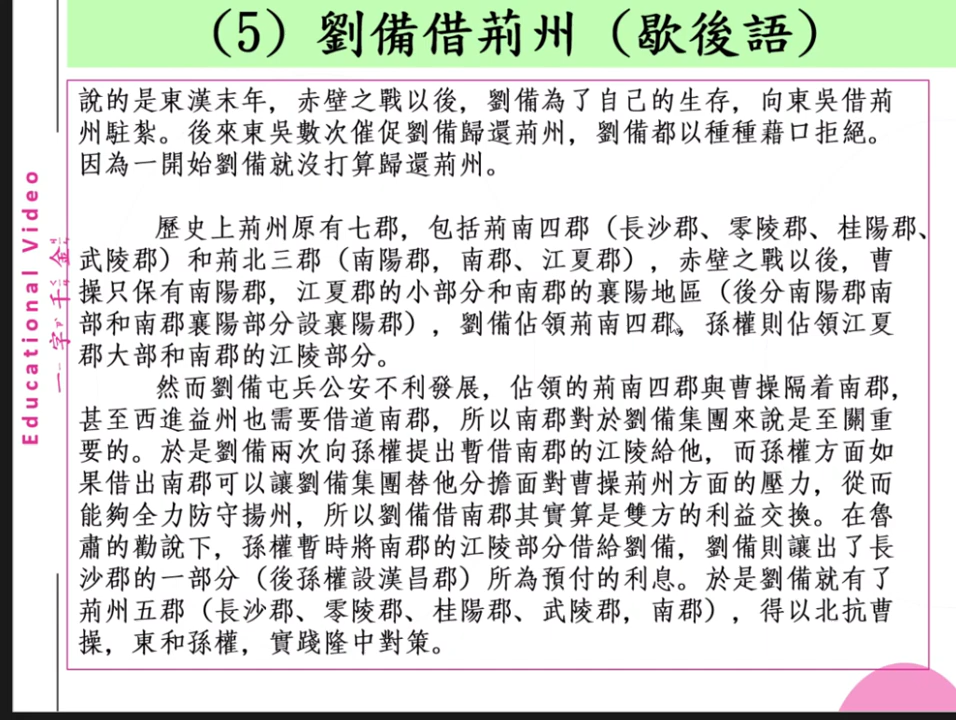 (5) 劉備借荊州（歇後語）
說的是東漢末年，赤壁之戰以後，劉備為了自己的生存，向東吳借荊
州駐紮。後來東吳數次催促劉備歸還荊州，劉備都以種種藉口拒絕。
因為一開始劉備就沒打算歸還荊州。
歷史上荊州原有七郡，包括荊南四郡（長沙郡、零陵郡、桂陽郡、
武陵郡）和荊北三郡（南陽郡，南郡、江夏郡），赤壁之戰以後，曹
操只保有南陽郡，江夏郡的小部分和南郡的襄陽地區（後分南陽郡南
部和南郡襄陽部分設襄陽郡），劉備佔領荊南四郡，孫權則佔領江夏
郡大部和南郡的江陵部分。
然而劉備屯兵公安不利發展，佔領的荊南四郡與曹操隔着南郡，
甚至西進益州也需要借道南郡，所以南郡對於劉備集團來說是至關重
要的。於是劉備兩次向孫權提出暫借南郡的江陵給他，而孫權方面如
果借出南郡可以讓劉備集團替他分擔面對曹操荊州方面的壓力，從而
能夠全力防守揚州，所以劉備借南郡其實算是雙方的利益交換。在魯
肅的勸說下，孫權暫時將南郡的江陵部分借給劉備，劉備則讓出了長
沙郡的一部分（後孫權設漢昌郡）所為預付的利息。於是劉備就有了
荊州五郡（長沙郡、零陵郡、桂陽郡、武陵郡，南郡），得以北抗曹
操，東和孫權，實踐隆中對策。
Educational Video
一字千金